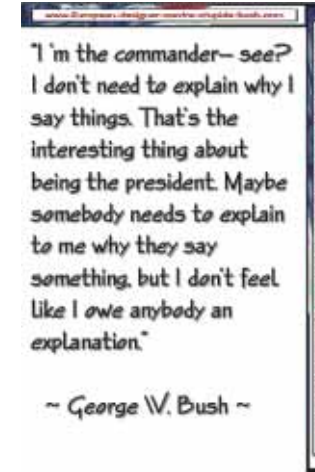 "I'm the commander— see?
I don't need to explain why I
say things. That's the
interesting thing about
being the president. Maybe
somebody needs to explain
to me why they say
something, but I don't feel
like I owe anybody an
explanation."
~ George W. Bush ~